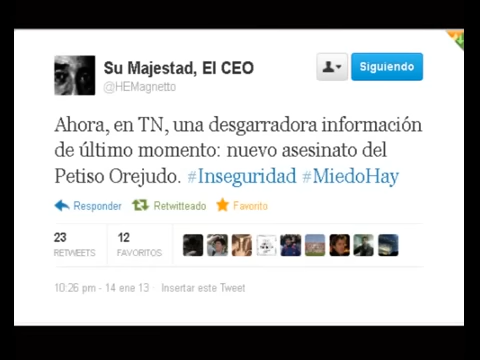 Su Majestad, El CEO
@HEMagnetto
Siguiendo
Ahora, en TN, una desgarradora información
de último momento: nuevo asesinato del
Petiso Orejudo. #Inseguridad #MiedoHay
Responder Retwitteado Favorito
23 12
RETWEETS FAVORITOS
10:26 pm - 14 ene 13 · Insertar este Tweet